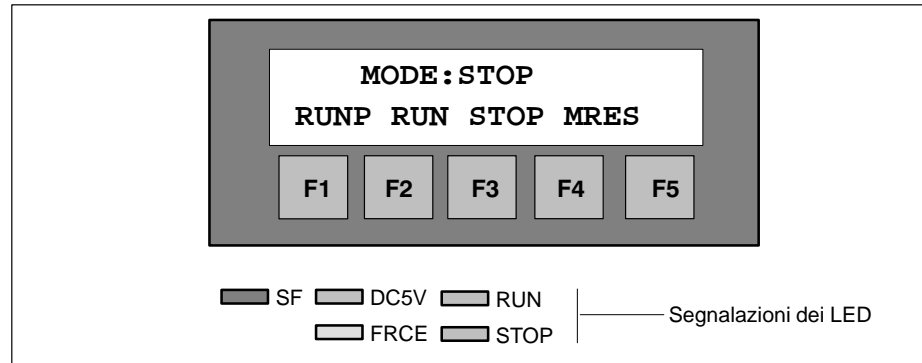 MODE:STOP
RUNP RUN STOP MRES
F1 F2 F3 F4 F5
SF DC5V RUN
FRCE STOP
Segnalazioni dei LED